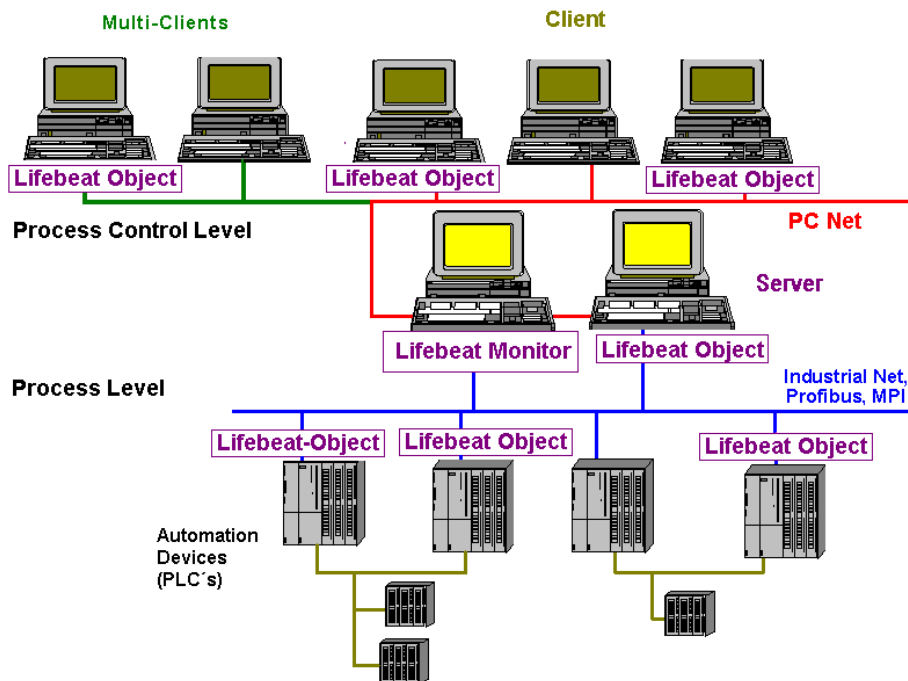 Multi-Clients
Client
Lifebeat Object
Lifebeat Object
Lifebeat Object
Process Control Level
PC Net
Server
Lifebeat Monitor
Lifebeat Object
Process Level
Industrial Net,
Profibus, MPI
Lifebeat-Object
Lifebeat Object
Lifebeat Object
Automation
Devices
(PLC´s)